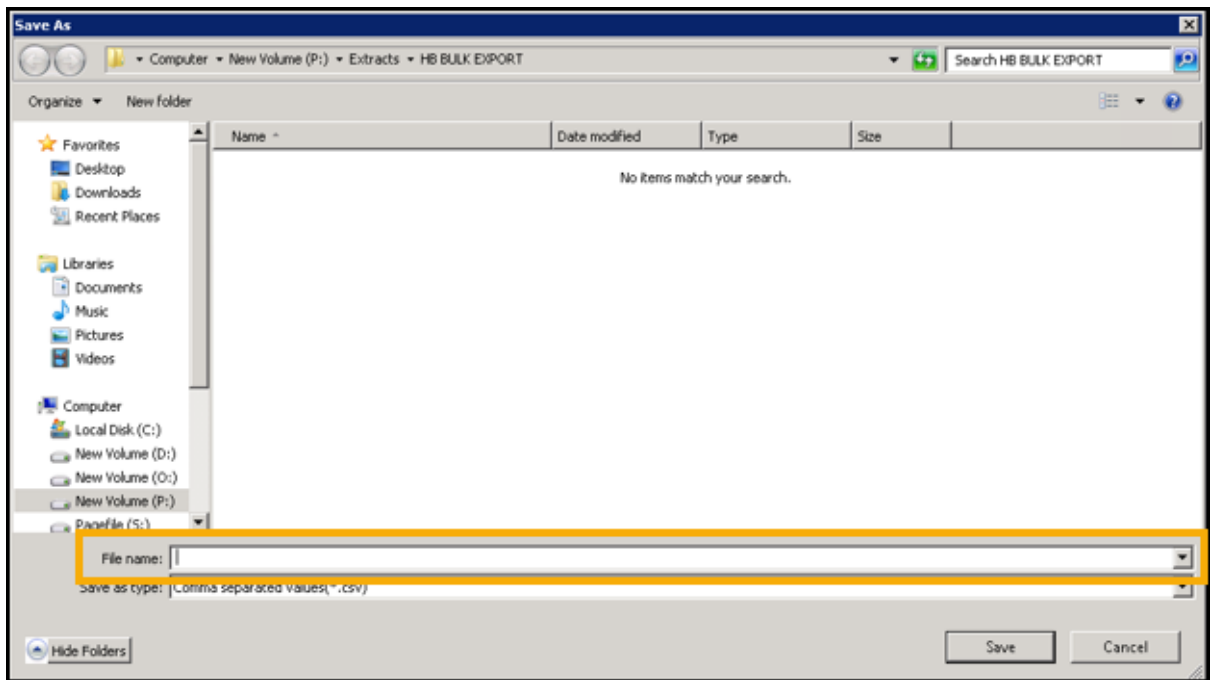 Save As
Computer New Volume (P:) Extracts HB BULK EXPORT Search HB BULK EXPORT
Organize New folder
Name Date modified Type Size
No items match your search.
Favorites
Desktop
Downloads
Recent Places
Libraries
Documents
Music
Pictures
Videos
Computer
Local Disk (C:)
New Volume (D:)
New Volume (O:)
New Volume (P:)
Pagefile (S:)
File name:
Save as type: Comma separated values(*.csv)
Hide Folders Save Cancel